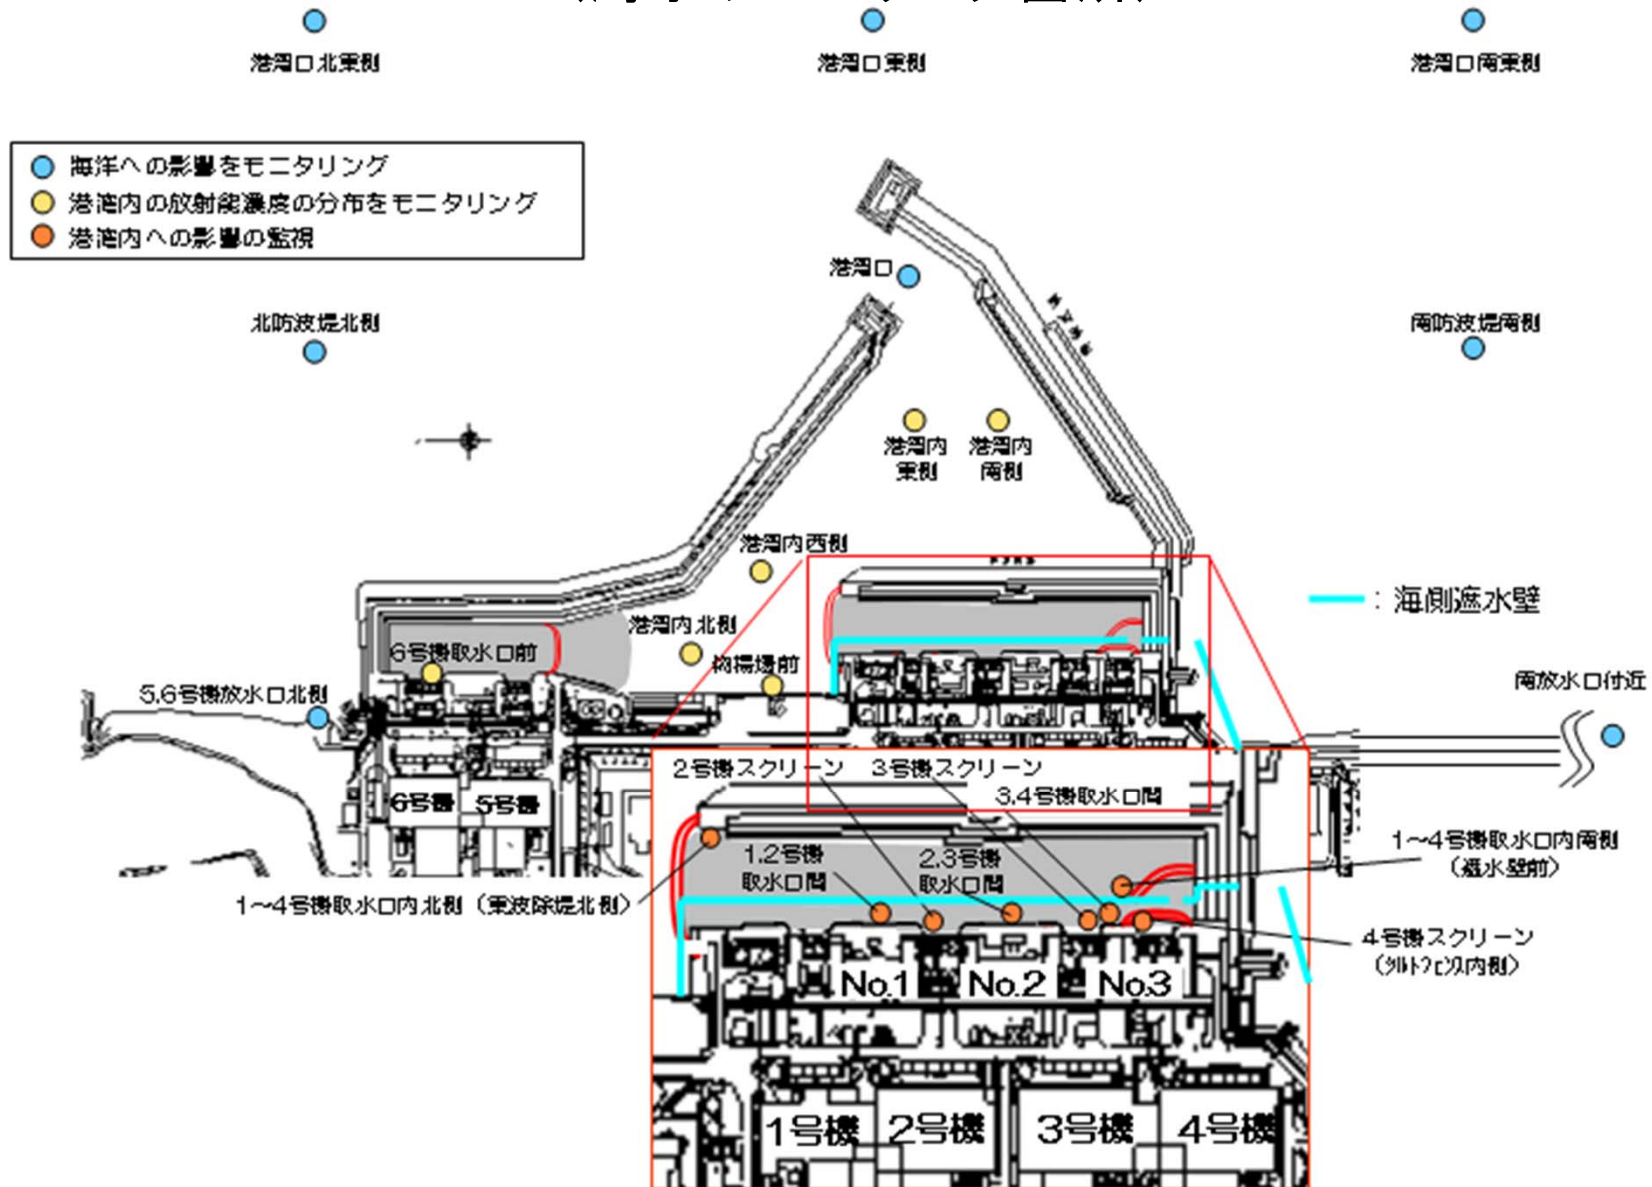 港湾口北東側
港湾口東側
港湾口南東側
海洋への影響をモニタリング
港湾内の放射能濃度の分布をモニタリング
港湾内への影響の監視
港湾口
北防波堤北側
南防波堤南側
港湾内
東側
港湾内
南側
港湾内西側
：海側遮水壁
港湾内北側
6号機取水口前
物揚場前
5,6号機放水口北側
南放水口付近
6号機
5号機
2号機スクリーン
3号機スクリーン
3,4号機取水口間
1,2号機
取水口間
2,3号機
取水口間
1～4号機取水口内南側
（遮水壁前）
1～4号機取水口内北側（東波除堤北側）
4号機スクリーン
（シルトフェンス内側）
No.1
No.2
No.3
1号機
2号機
3号機
4号機